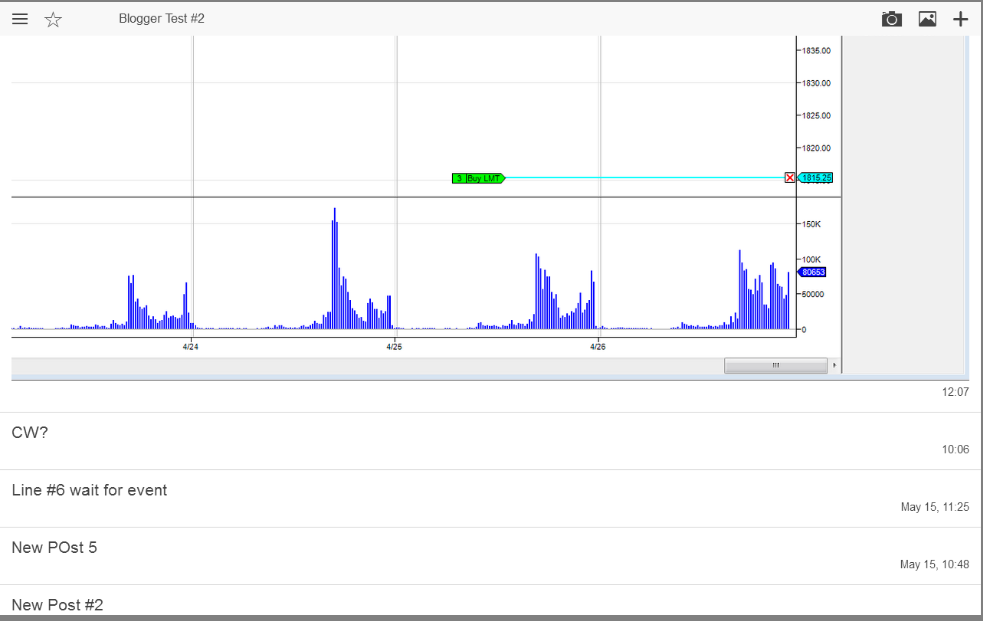 Blogger Test #2
1835.00
1830.00
1825.00
1820.00
3 Buy LMT
1815.25
150K
100K
80653
50000
0
4/24 4/25 4/26
12:07
CW?
10:06
Line #6 wait for event
May 15, 11:25
New POst 5
May 15, 10:48
New Post #2